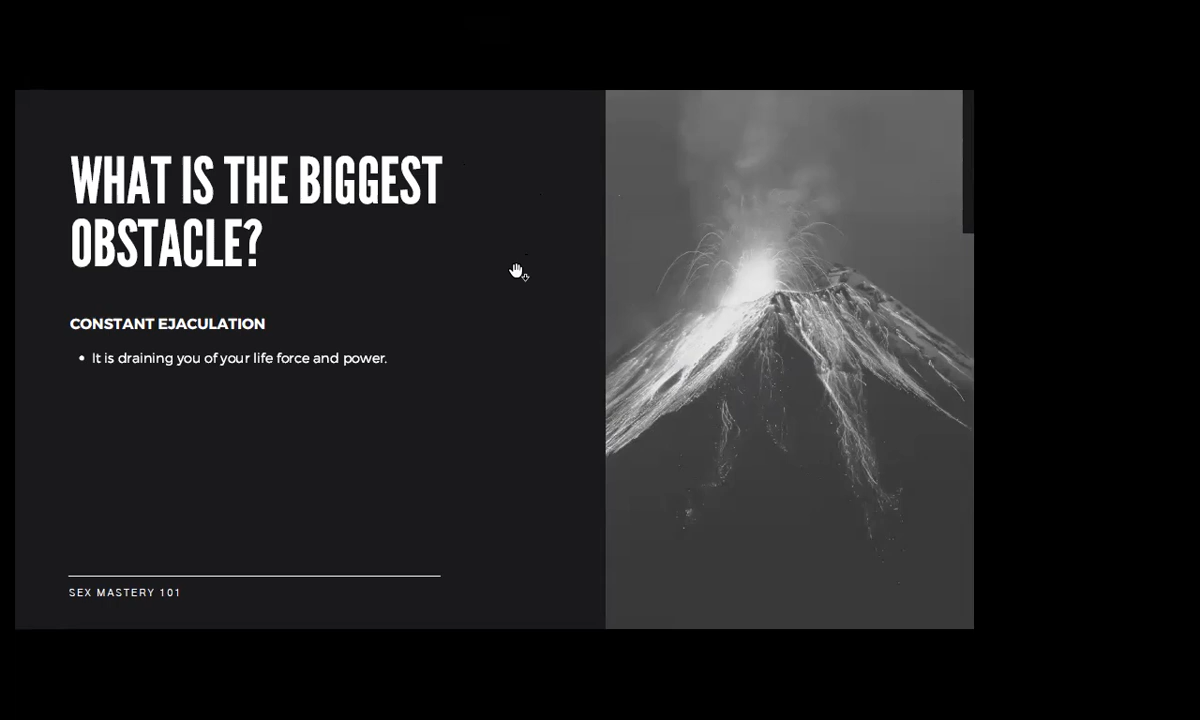 WHAT IS THE BIGGEST
OBSTACLE?
CONSTANT EJACULATION
• It is draining you of your life force and power.
SEX MASTERY 101